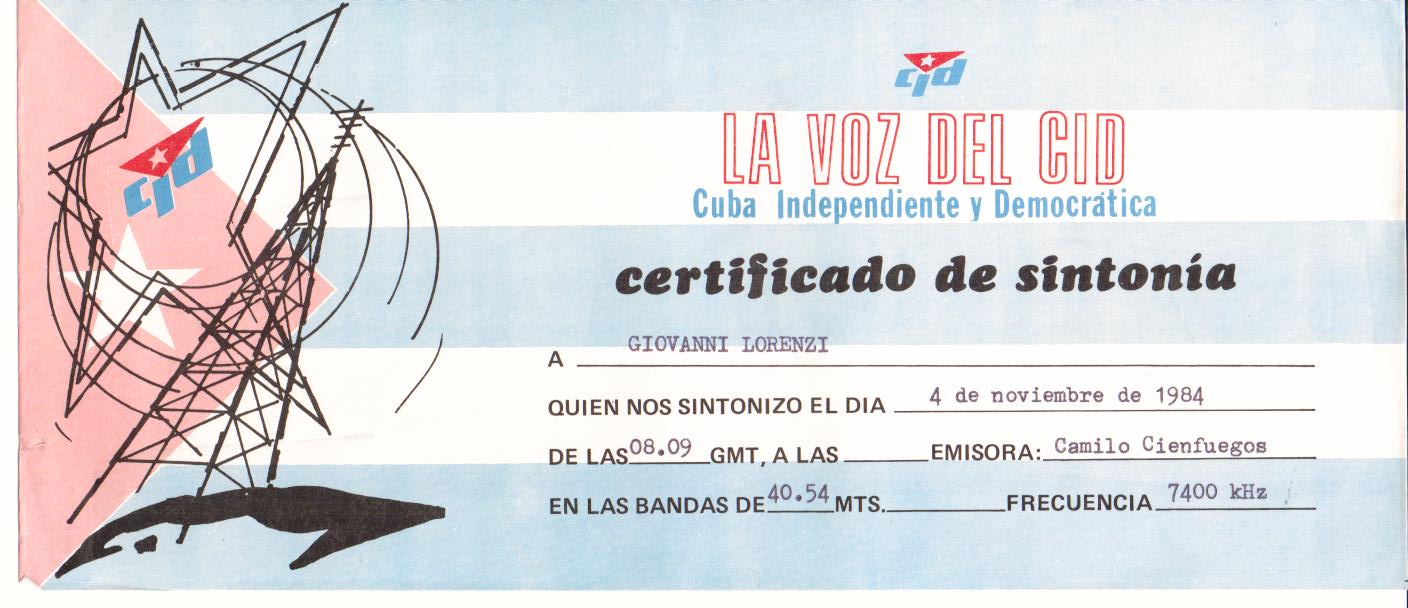 cid
cid
LA VOZ DEL CID
Cuba Independiente y Democrática
certificado de sintonía
A GIOVANNI LORENZI
QUIEN NOS SINTONIZO EL DIA 4 de noviembre de 1984
DE LAS 08.09 GMT, A LAS EMISORA: Camilo Cienfuegos
EN LAS BANDAS DE 40.54 MTS. FRECUENCIA 7400 kHz